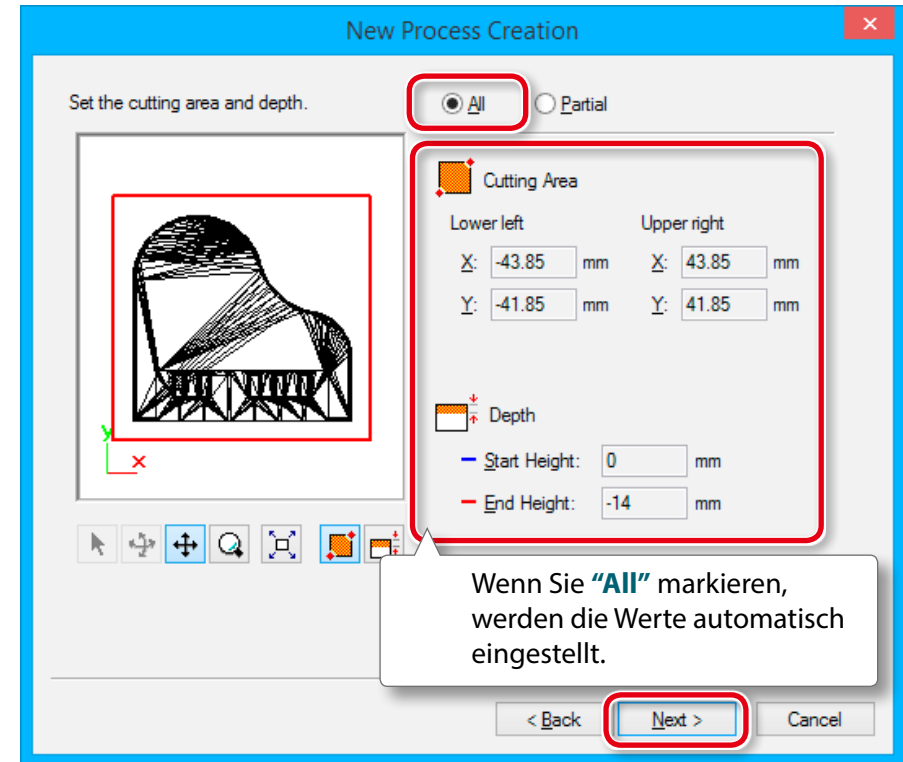 New Process Creation
Set the cutting area and depth.
All
Partial
Cutting Area
Lower left
Upper right
X: -43.85 mm X: 43.85 mm
Y: -41.85 mm Y: 41.85 mm
Depth
Start Height: 0 mm
End Height: -14 mm
y
x
Wenn Sie “All” markieren,
werden die Werte automatisch
eingestellt.
< Back
Next >
Cancel